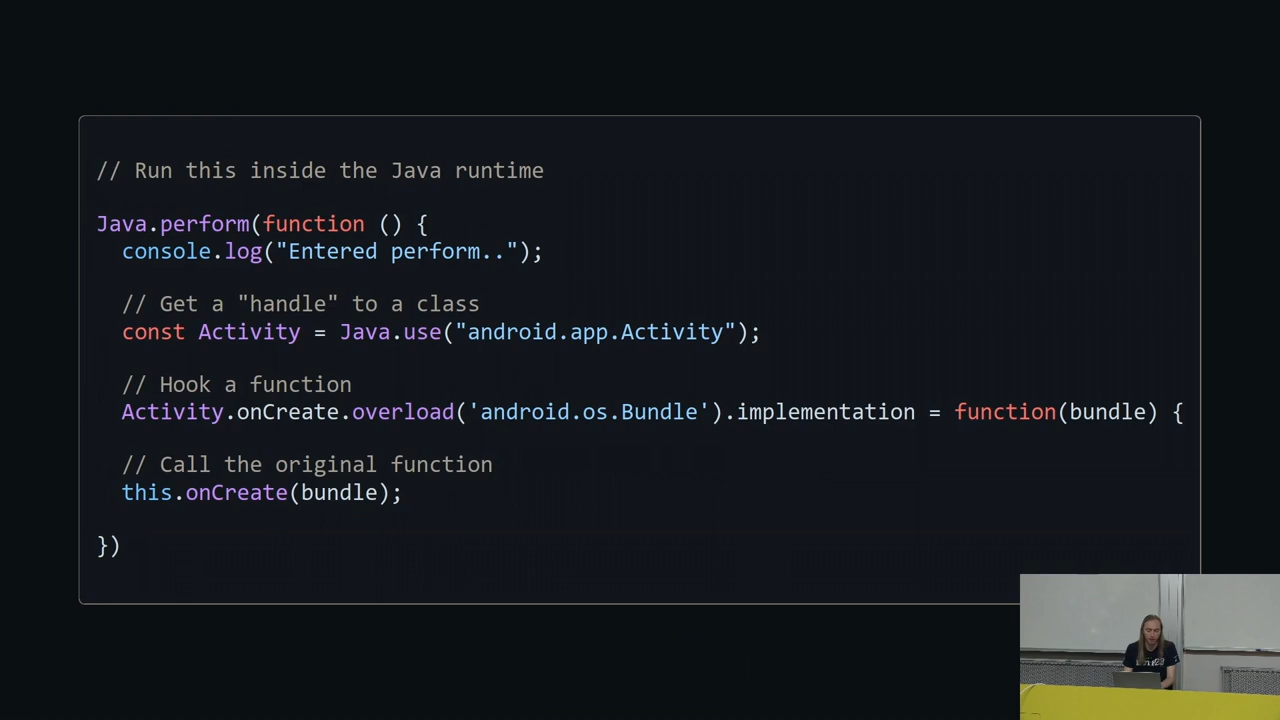 // Run this inside the Java runtime
Java.perform(function () {
console.log("Entered perform..");
// Get a "handle" to a class
const Activity = Java.use("android.app.Activity");
// Hook a function
Activity.onCreate.overload('android.os.Bundle').implementation = function(bundle) {
// Call the original function
this.onCreate(bundle);
})